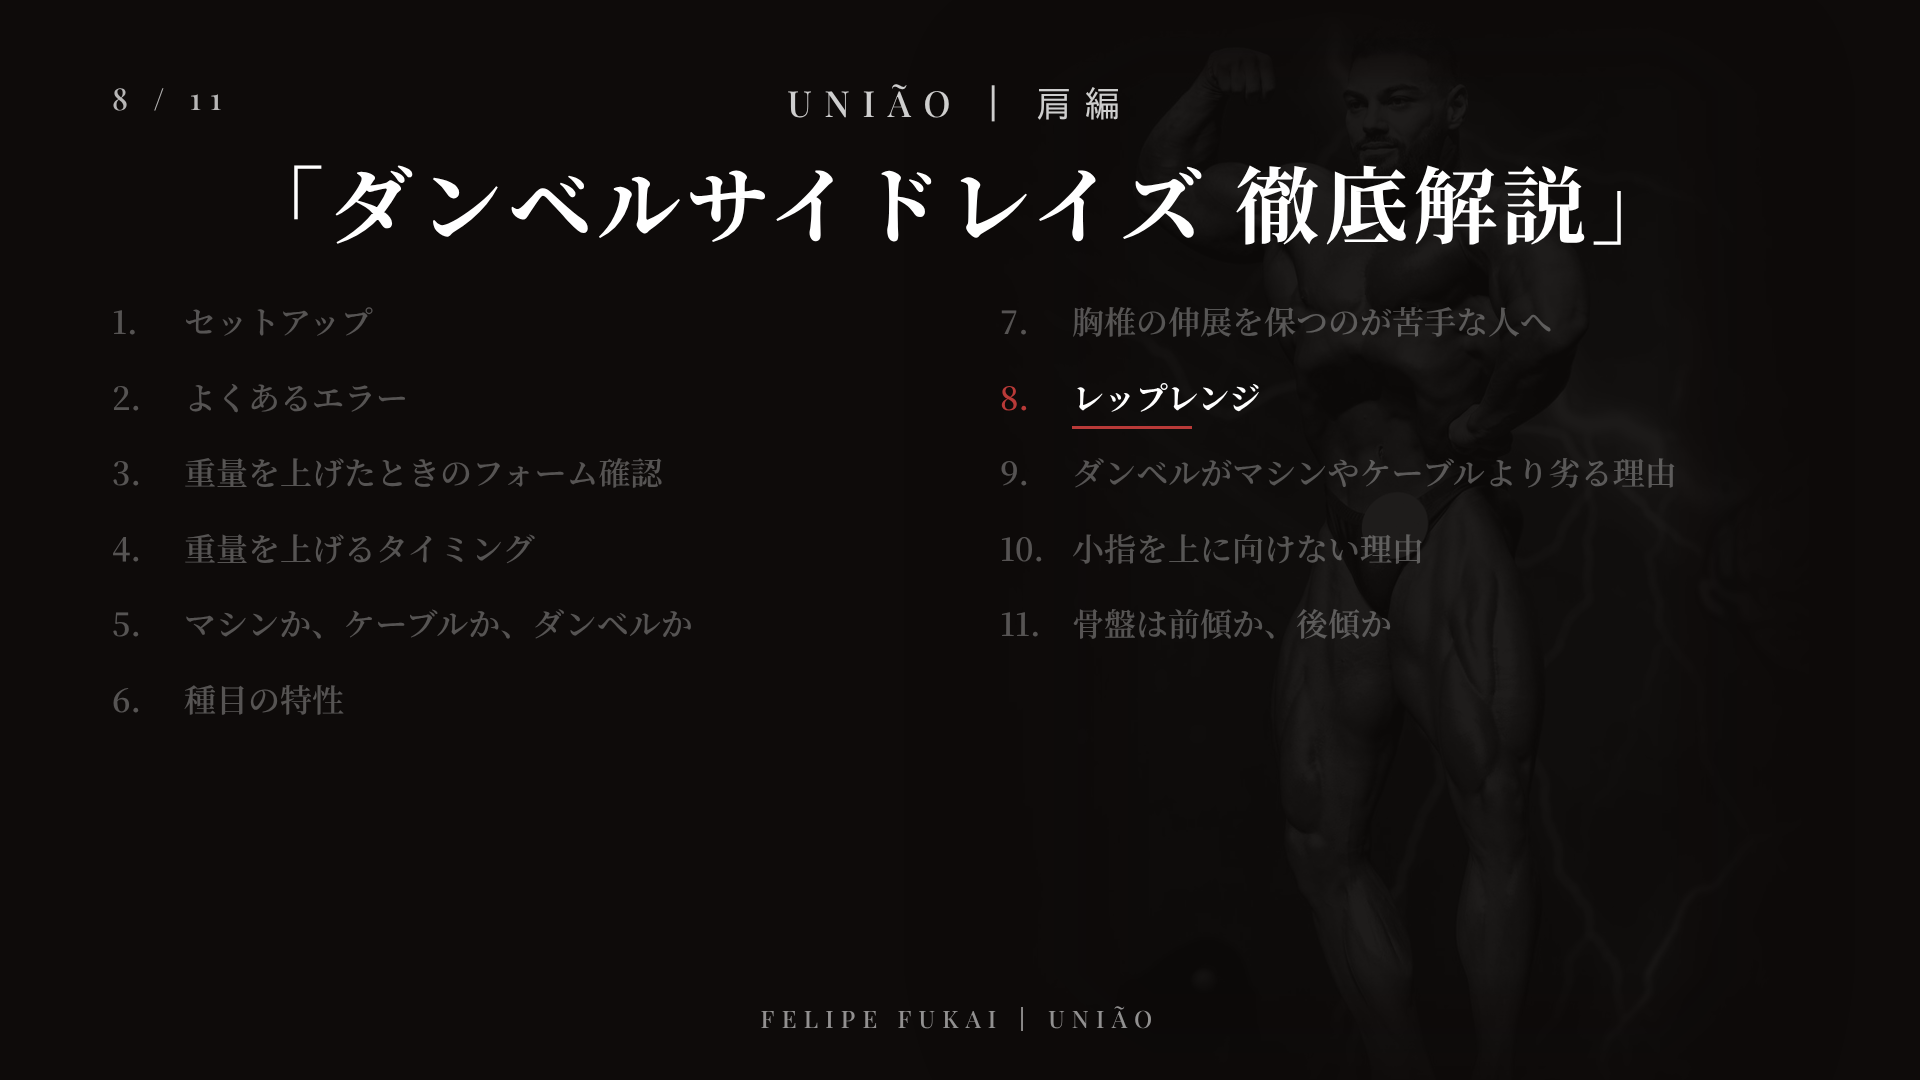 8 / 11
UNIÃO | 肩編
「ダンベルサイドレイズ 徹底解説」
1. セットアップ
2. よくあるエラー
3. 重量を上げたときのフォーム確認
4. 重量を上げるタイミング
5. マシンか、ケーブルか、ダンベルか
6. 種目の特性
7. 胸椎の伸展を保つのが苦手な人へ
8. レップレンジ
9. ダンベルがマシンやケーブルより劣る理由
10. 小指を上に向けない理由
11. 骨盤は前傾か、後傾か
FELIPE FUKAI | UNIÃO